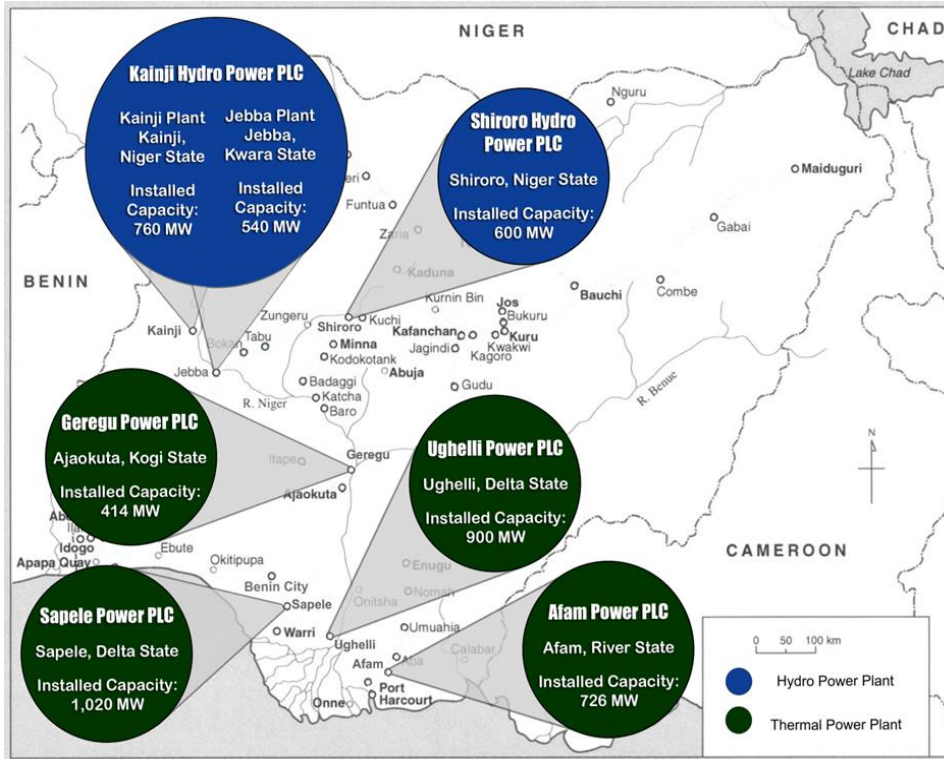 NIGER
CHAD
Lake Chad
Kainji Hydro Power PLC
Kainji Plant
Kainji,
Niger State
Installed
Capacity:
760 MW
Jebba Plant
Jebba,
Kwara State
Installed
Capacity:
540 MW
Shiroro Hydro
Power PLC
Shiroro, Niger State
Installed Capacity:
600 MW
Nguru
Maiduguri
Funtua
Zaria
Gabai
Kaduna
BENIN
Kurnin Bin
Bauchi
Combe
Jos
Bukuru
Kainji
Zungeru
Shiroro
Kuchi
Kafanchan
Kuru
Bokan
Tabu
Minna
Jagindi
Kwakwi
Kodokotank
Kagoro
Jebba
Abuja
Badaggi
Gudu
Katcha
R. Niger
Baro
R. Benue
Geregu Power PLC
Ajaokuta, Kogi State
Installed Capacity:
414 MW
Ughelli Power PLC
Ughelli, Delta State
Installed Capacity:
900 MW
N
Itape
Geregu
Ajaokuta
Idogo
Ebute
Apapa Quay
Okitipupa
Benin City
Enugu
CAMEROON
Onitsha
Nomah
Sapele Power PLC
Sapele, Delta State
Installed Capacity:
1,020 MW
Sapele
Warri
Ughelli
Umuahia
Afam
Aba
Calabar
Port
Harcourt
Onne
Afam Power PLC
Afam, River State
Installed Capacity:
726 MW
0 50 100 km
Hydro Power Plant
Thermal Power Plant